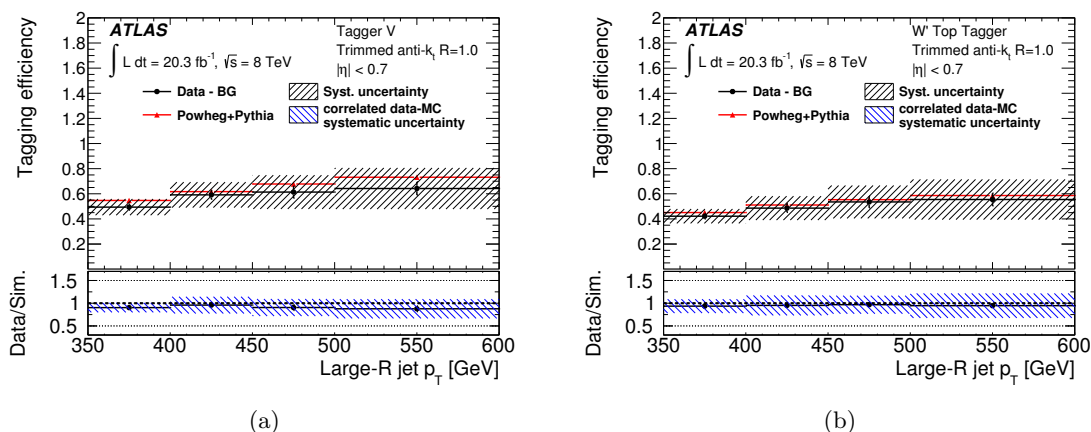 ATLAS
∫ L dt = 20.3 fb⁻¹, √s = 8 TeV
Tagger V
Trimmed anti-kₜ R=1.0
|η| < 0.7
Data - BG
Powheg+Pythia
Syst. uncertainty
correlated data-MC
systematic uncertainty
Tagging efficiency
2
1.8
1.6
1.4
1.2
1
0.8
0.6
0.4
0.2
Data/Sim.
1.5
1
0.5
350 400 450 500 550 600
Large-R jet p_T [GeV]
(a)
ATLAS
∫ L dt = 20.3 fb⁻¹, √s = 8 TeV
W' Top Tagger
Trimmed anti-kₜ R=1.0
|η| < 0.7
Data - BG
Powheg+Pythia
Syst. uncertainty
correlated data-MC
systematic uncertainty
Tagging efficiency
2
1.8
1.6
1.4
1.2
1
0.8
0.6
0.4
0.2
Data/Sim.
1.5
1
0.5
350 400 450 500 550 600
Large-R jet p_T [GeV]
(b)